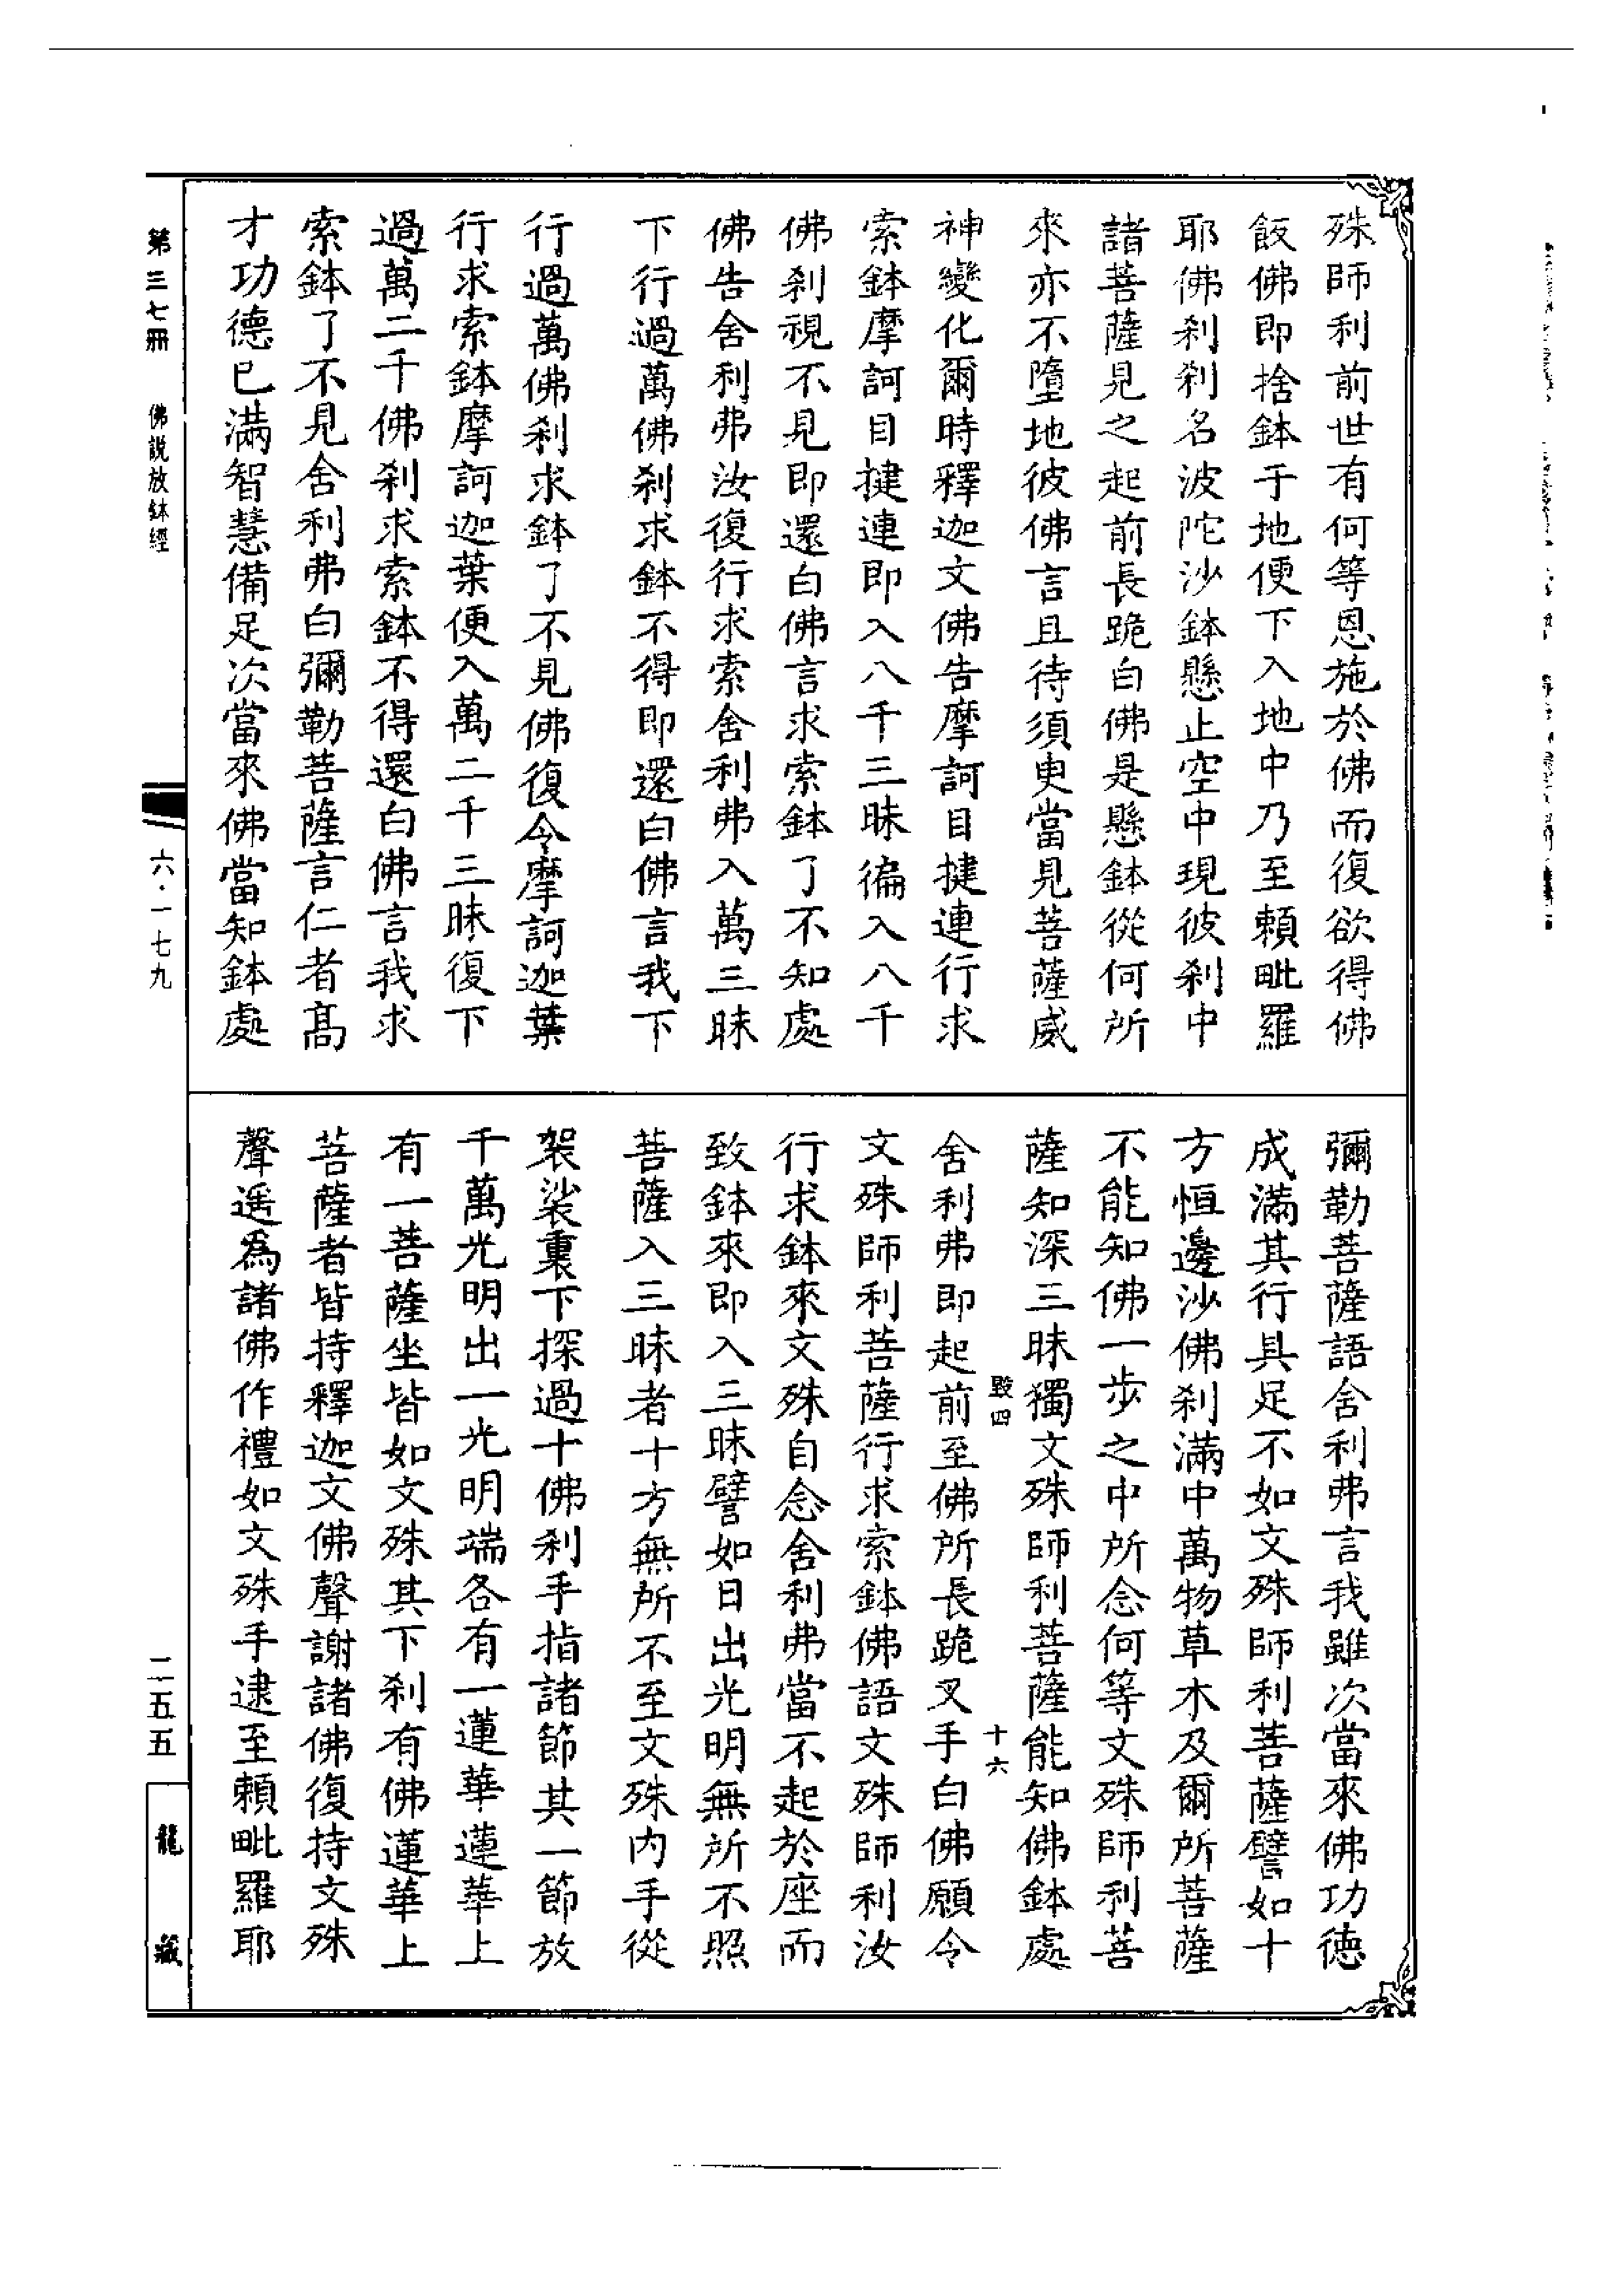 殊師利前世有何等恩施於佛而復欲得佛
飯佛即捨鉢于地便下入地中乃至賴毗羅
耶佛刹刹名波陀沙鉢懸止空中現彼刹中
諸菩薩見之起前長跪白佛是懸鉢從何所
來亦不墮地彼佛言且待須臾當見菩薩威
神變化爾時釋迦文佛告摩訶目揵連行求
索鉢摩訶目揵連即入八千三昧徧入八千
佛刹視不見即還白佛言求索鉢了不知處
佛告舍利弗汝復行求索舍利弗入萬三昧
下行過萬佛刹求鉢不得即還白佛言我下
行過萬佛刹求鉢了不見佛復令摩訶迦葉
行求索鉢摩訶迦葉便入萬二千三昧復下
過萬二千佛刹求索鉢不得還白佛言我求
索鉢了不見舍利弗白彌勒菩薩言仁者高
才功德已滿智慧備足次當來佛當知鉢處
彌勒菩薩語舍利弗言我雖次當來佛功德
成滿其行具足不如文殊師利菩薩譬如十
方恒邊沙佛刹滿中萬物草木及爾所菩薩
不能知佛一步之中所念何等文殊師利菩
薩知深三昧獨文殊師利菩薩能知佛鉢處
毀四 十六
舍利弗即起前至佛所長跪叉手白佛願令
文殊師利菩薩行求索鉢佛語文殊師利汝
行求鉢來文殊自念舍利弗當不起於座而
致鉢來即入三昧譬如日出光明無所不照
菩薩入三昧者十方無所不至文殊內手從
袈裟裏下探過十佛刹手指諸節其一節放
千萬光明出一光明端各有一蓮華蓮華上
有一菩薩坐皆如文殊其下刹有佛蓮華上
菩薩者皆持釋迦文佛聲謝諸佛復持文殊
聲遥為諸佛作禮如文殊手逮至賴毗羅耶
第三七冊 佛說放鉢經
六·一七九
二五五
龍藏